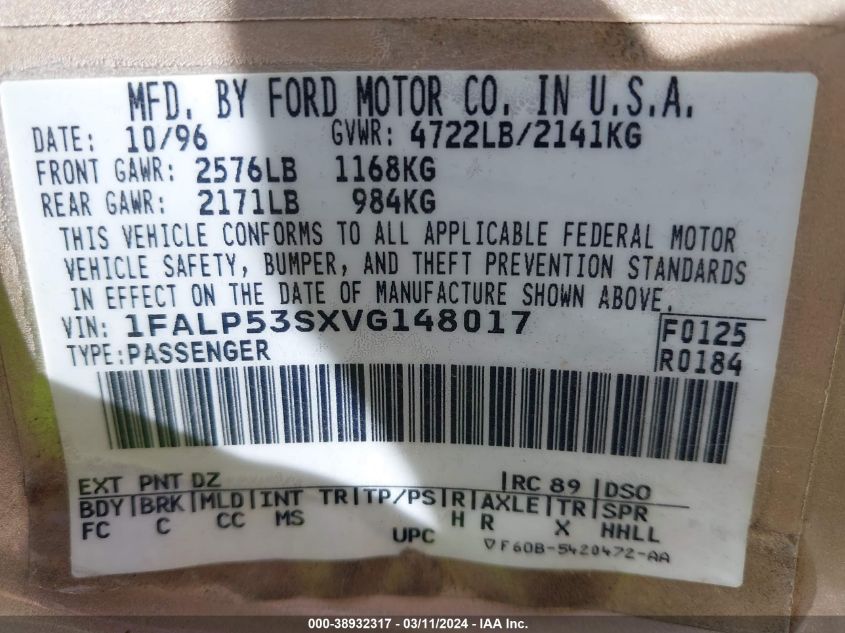 MFD. BY FORD MOTOR CO. IN U.S.A.
DATE: 10/96 GVWR: 4722LB/2141KG
FRONT GAWR: 2576LB 1168KG
REAR GAWR: 2171LB 984KG
THIS VEHICLE CONFORMS TO ALL APPLICABLE FEDERAL MOTOR
VEHICLE SAFETY, BUMPER, AND THEFT PREVENTION STANDARDS
IN EFFECT ON THE DATE OF MANUFACTURE SHOWN ABOVE.
VIN: 1FALP53SXVG148017 F0125
TYPE: PASSENGER R0184
EXT PNT DZ RC 89 DSO
BDY BRK MLD INT TR TP/PS R AXLE TR SPR
FC C CC MS H R X HHLL
UPC ▽F60B-5420472-AA
000-38932317 - 03/11/2024 - IAA Inc.